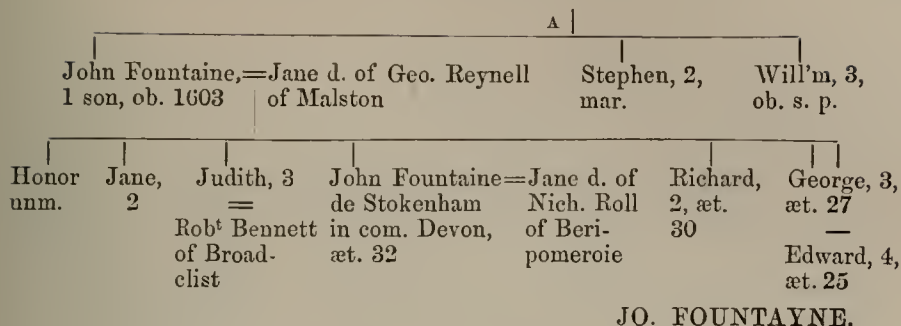 A
John Fountaine,=Jane d. of Geo. Reynell
1 son, ob. 1603
of Malston
Stephen, 2,
mar.
Will'm, 3,
ob. s. p.
Honor
unm.
Jane,
2
Judith, 3
=
Robᵗ Bennett
of Broad-
clist
John Fountaine=Jane d. of
de Stokenham
in com. Devon,
æt. 32
Nich. Roll
of Beri-
pomeroie
Richard,
2, æt.
30
George, 3,
æt. 27
—
Edward, 4,
æt. 25
JO. FOUNTAYNE.